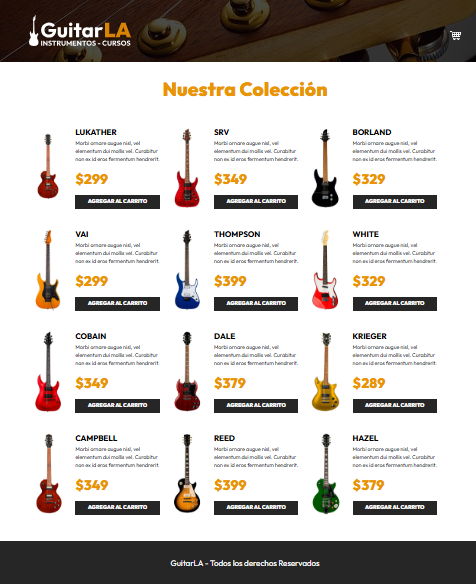 GuitarLA
INSTRUMENTOS - CURSOS
Nuestra Colección
LUKATHER
Morbi ornare augue nisl, vel
elementum dui mollis vel. Curabitur
non ex id eros fermentum hendrerit.
$299
AGREGAR AL CARRITO
SRV
Morbi ornare augue nisl, vel
elementum dui mollis vel. Curabitur
non ex id eros fermentum hendrerit.
$349
AGREGAR AL CARRITO
BORLAND
Morbi ornare augue nisl, vel
elementum dui mollis vel. Curabitur
non ex id eros fermentum hendrerit.
$329
AGREGAR AL CARRITO
VAI
Morbi ornare augue nisl, vel
elementum dui mollis vel. Curabitur
non ex id eros fermentum hendrerit.
$299
AGREGAR AL CARRITO
THOMPSON
Morbi ornare augue nisl, vel
elementum dui mollis vel. Curabitur
non ex id eros fermentum hendrerit.
$399
AGREGAR AL CARRITO
WHITE
Morbi ornare augue nisl, vel
elementum dui mollis vel. Curabitur
non ex id eros fermentum hendrerit.
$329
AGREGAR AL CARRITO
COBAIN
Morbi ornare augue nisl, vel
elementum dui mollis vel. Curabitur
non ex id eros fermentum hendrerit.
$349
AGREGAR AL CARRITO
DALE
Morbi ornare augue nisl, vel
elementum dui mollis vel. Curabitur
non ex id eros fermentum hendrerit.
$379
AGREGAR AL CARRITO
KRIEGER
Morbi ornare augue nisl, vel
elementum dui mollis vel. Curabitur
non ex id eros fermentum hendrerit.
$289
AGREGAR AL CARRITO
CAMPBELL
Morbi ornare augue nisl, vel
elementum dui mollis vel. Curabitur
non ex id eros fermentum hendrerit.
$349
AGREGAR AL CARRITO
REED
Morbi ornare augue nisl, vel
elementum dui mollis vel. Curabitur
non ex id eros fermentum hendrerit.
$399
AGREGAR AL CARRITO
HAZEL
Morbi ornare augue nisl, vel
elementum dui mollis vel. Curabitur
non ex id eros fermentum hendrerit.
$379
AGREGAR AL CARRITO
GuitarLA - Todos los derechos Reservados